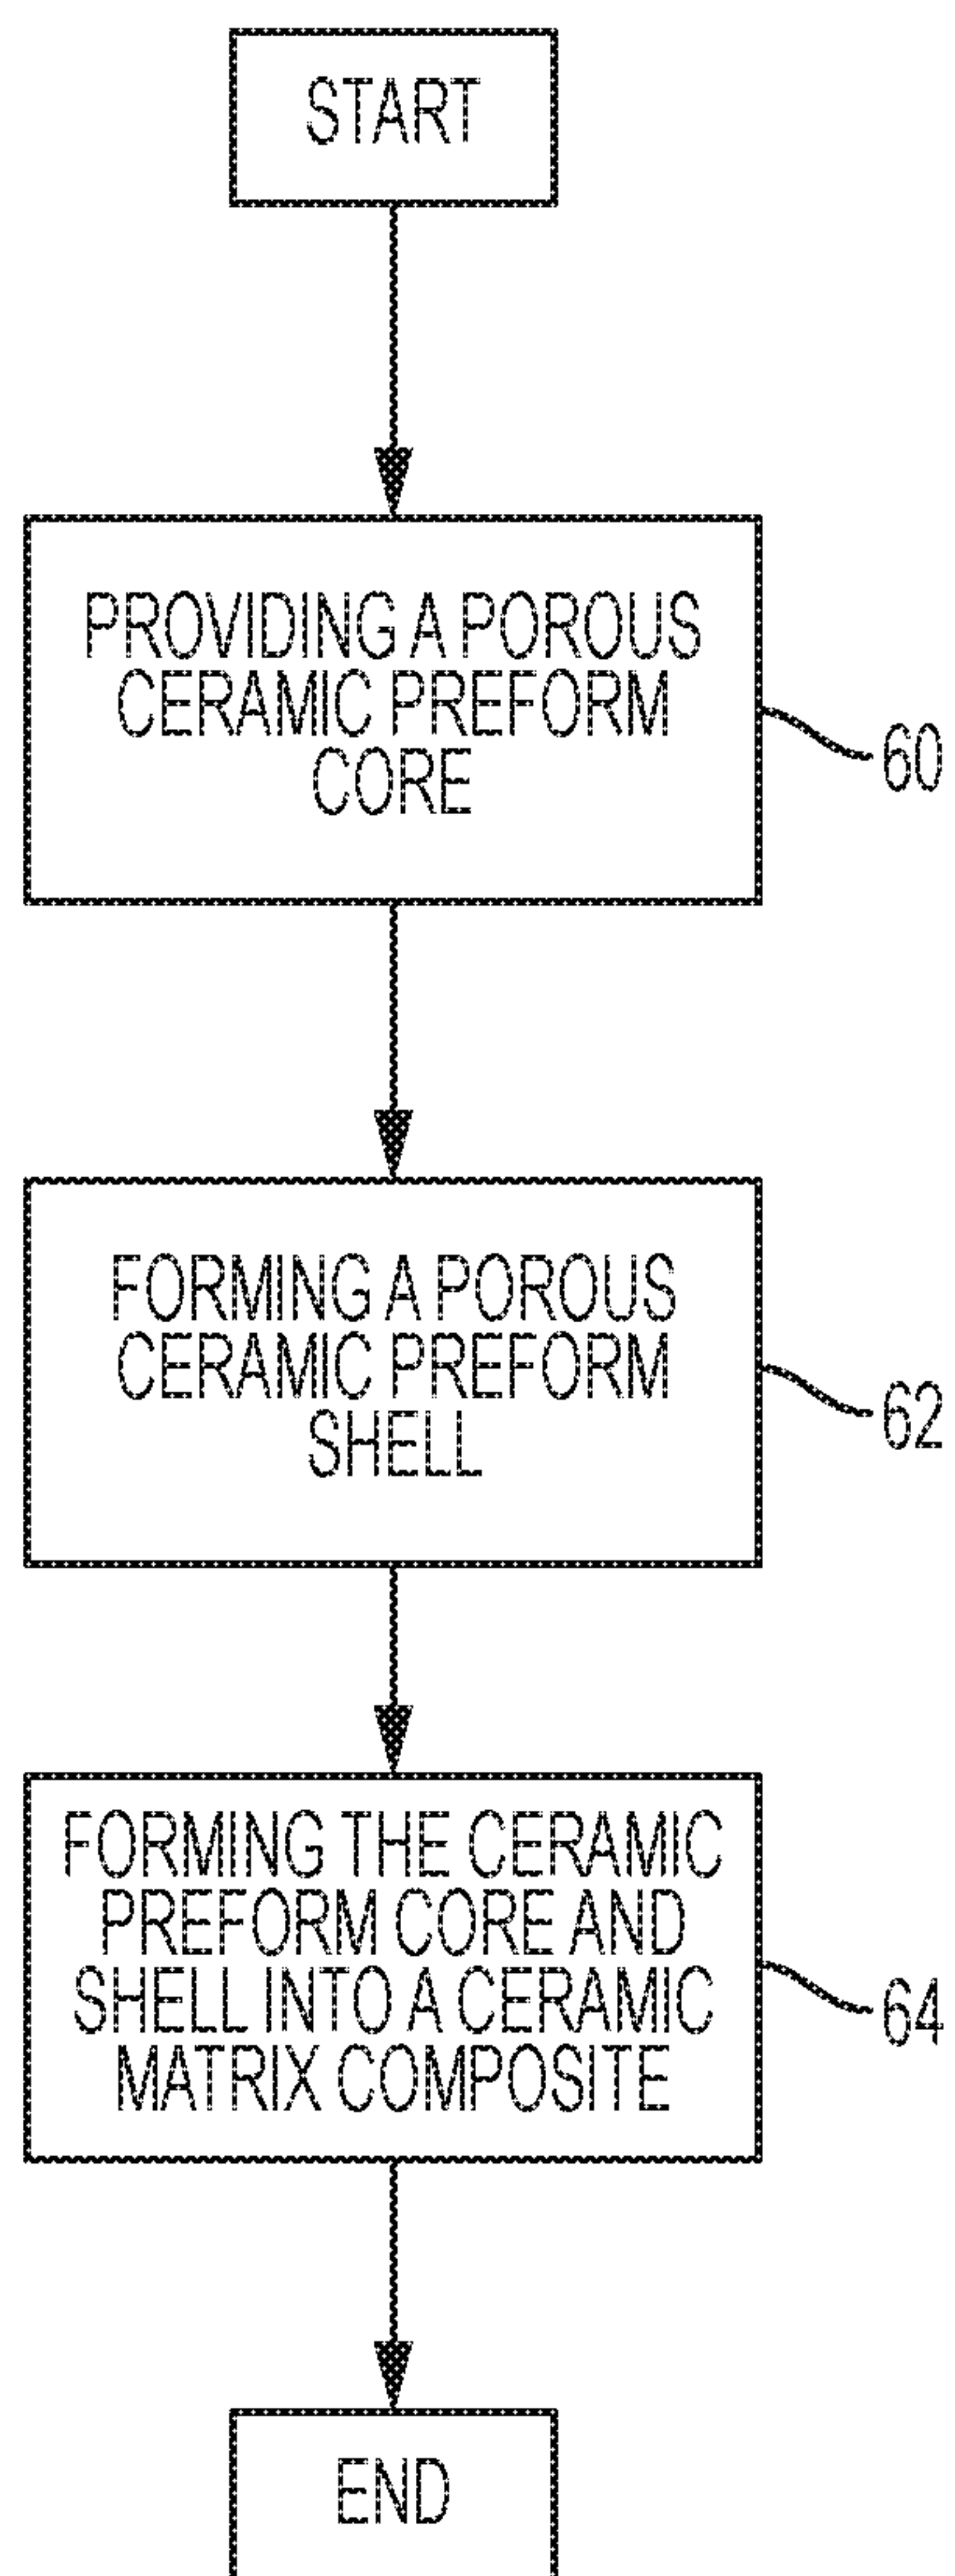 START
PROVIDING A POROUS
CERAMIC PREFORM
CORE
60
FORMING A POROUS
CERAMIC PREFORM
SHELL
62
FORMING THE CERAMIC
PREFORM CORE AND
SHELL INTO A CERAMIC
MATRIX COMPOSITE
64
END